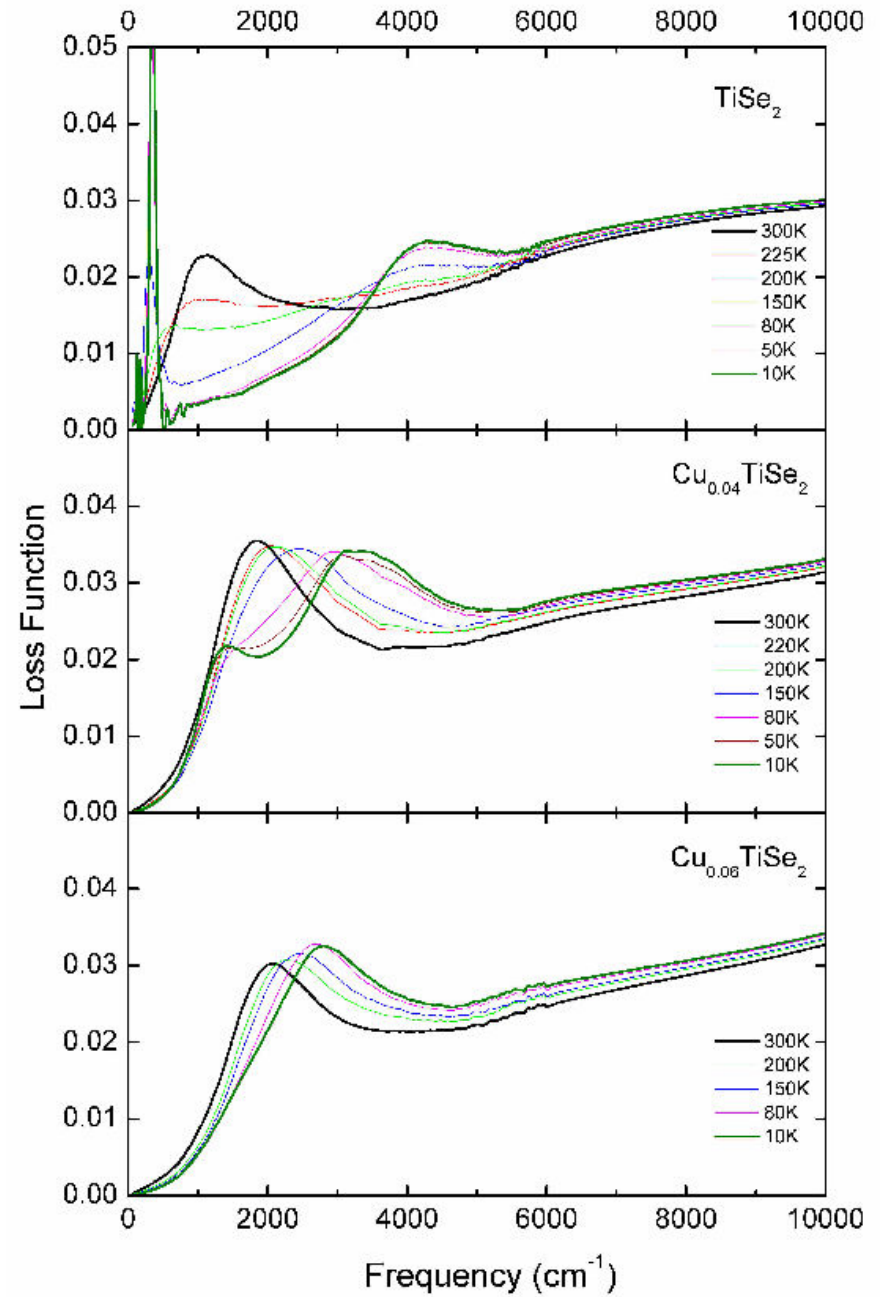 0 2000 4000 6000 8000 10000
0.05
0.04
0.03
0.02
0.01
0.00
TiSe2
300K
225K
200K
150K
80K
50K
10K
Loss Function
0.04
0.03
0.02
0.01
0.00
Cu0.04TiSe2
300K
220K
200K
150K
80K
50K
10K
0.04
0.03
0.02
0.01
0.00
Cu0.06TiSe2
300K
200K
150K
80K
10K
0 2000 4000 6000 8000 10000
Frequency (cm-1)